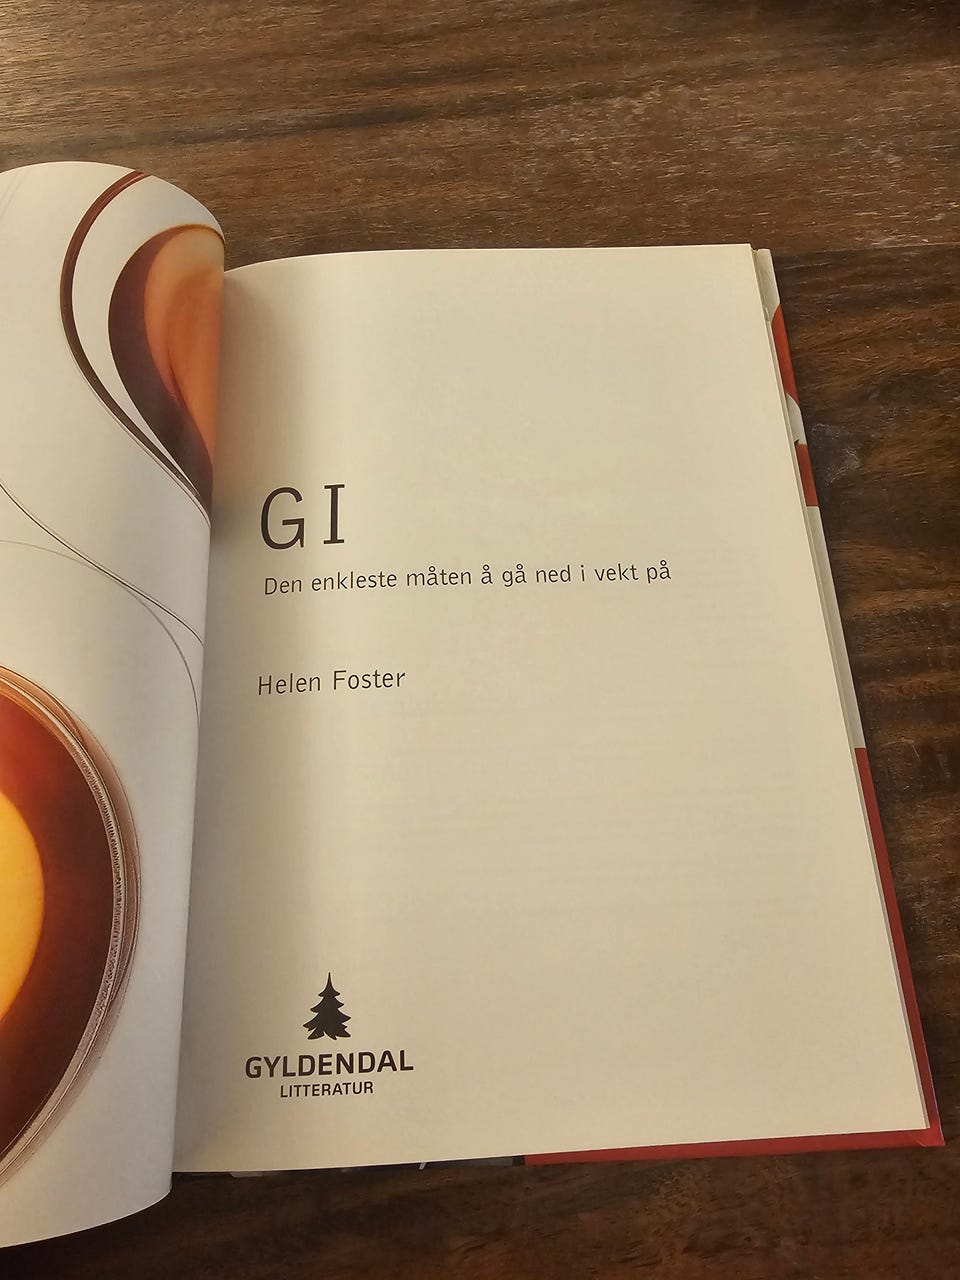 GI
Den enkleste måten å gå ned i vekt på
Helen Foster
GYLDENDAL
LITTERATUR